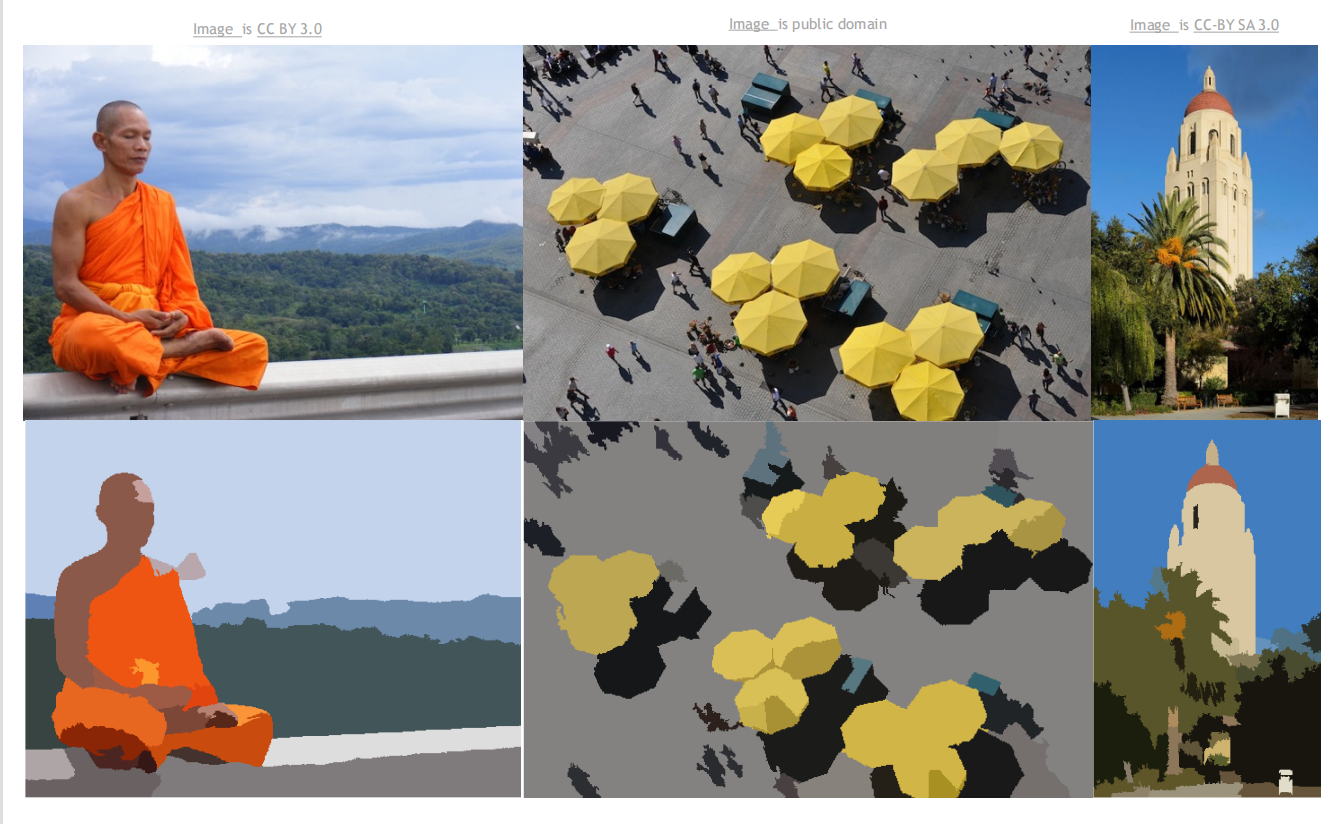 Image is CC BY 3.0
Image is public domain
Image is CC-BY SA 3.0